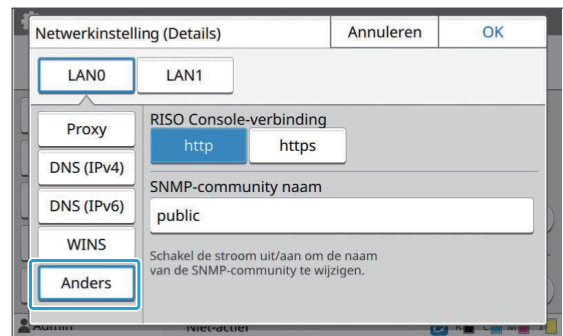 Netwerkinstelling (Details)
Annuleren
OK
LAN0
LAN1
Proxy
DNS (IPv4)
DNS (IPv6)
WINS
Anders
RISO Console-verbinding
http
https
SNMP-community naam
public
Schakel de stroom uit/aan om de naam
van de SNMP-community te wijzigen.
Admin
Niet-actief